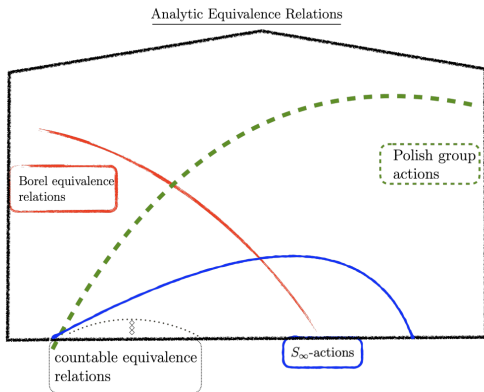 Analytic Equivalence Relations
Polish group
actions
Borel equivalence
relations
countable equivalence
relations
S∞-actions